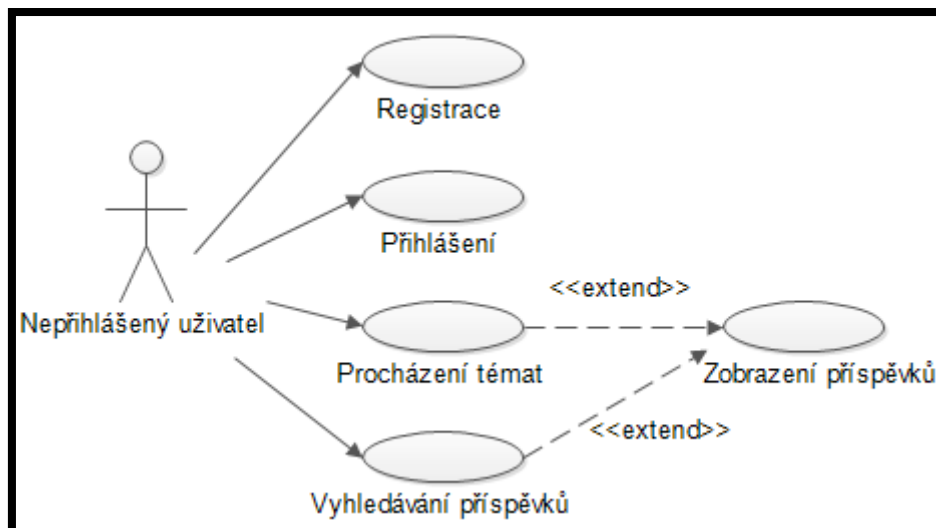 Registrace
Přihlášení
<<extend>>
Nepřihlášený uživatel
Procházení témat
Zobrazení příspěvků
<<extend>>
Vyhledávání příspěvků